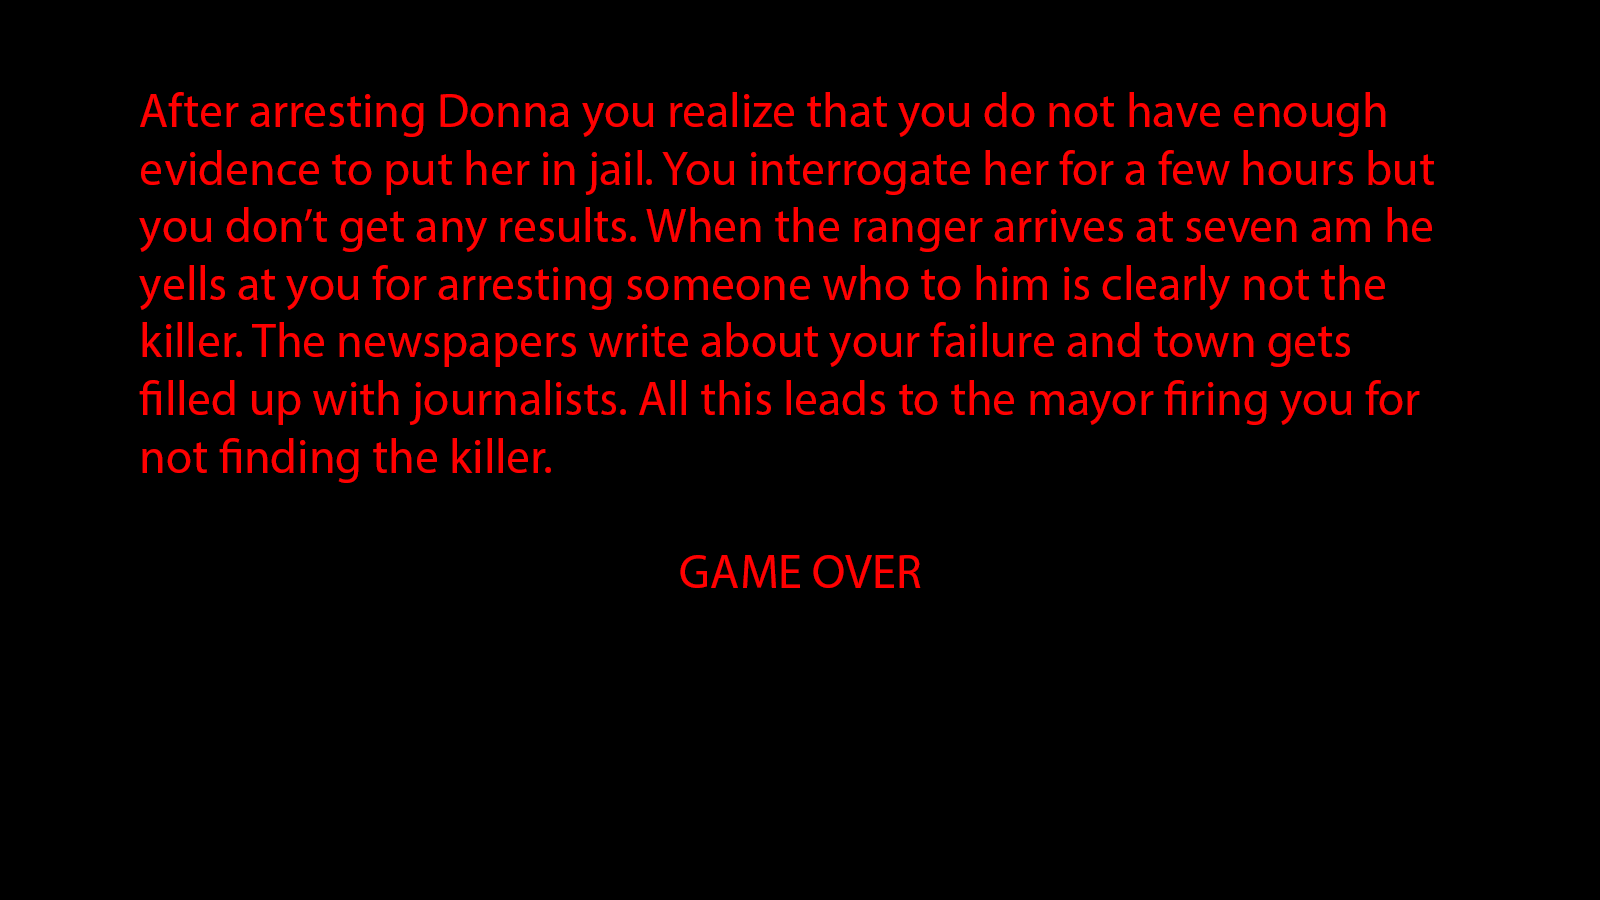 After arresting Donna you realize that you do not have enough
evidence to put her in jail. You interrogate her for a few hours but
you don’t get any results. When the ranger arrives at seven am he
yells at you for arresting someone who to him is clearly not the
killer. The newspapers write about your failure and town gets
filled up with journalists. All this leads to the mayor firing you for
not finding the killer.
GAME OVER